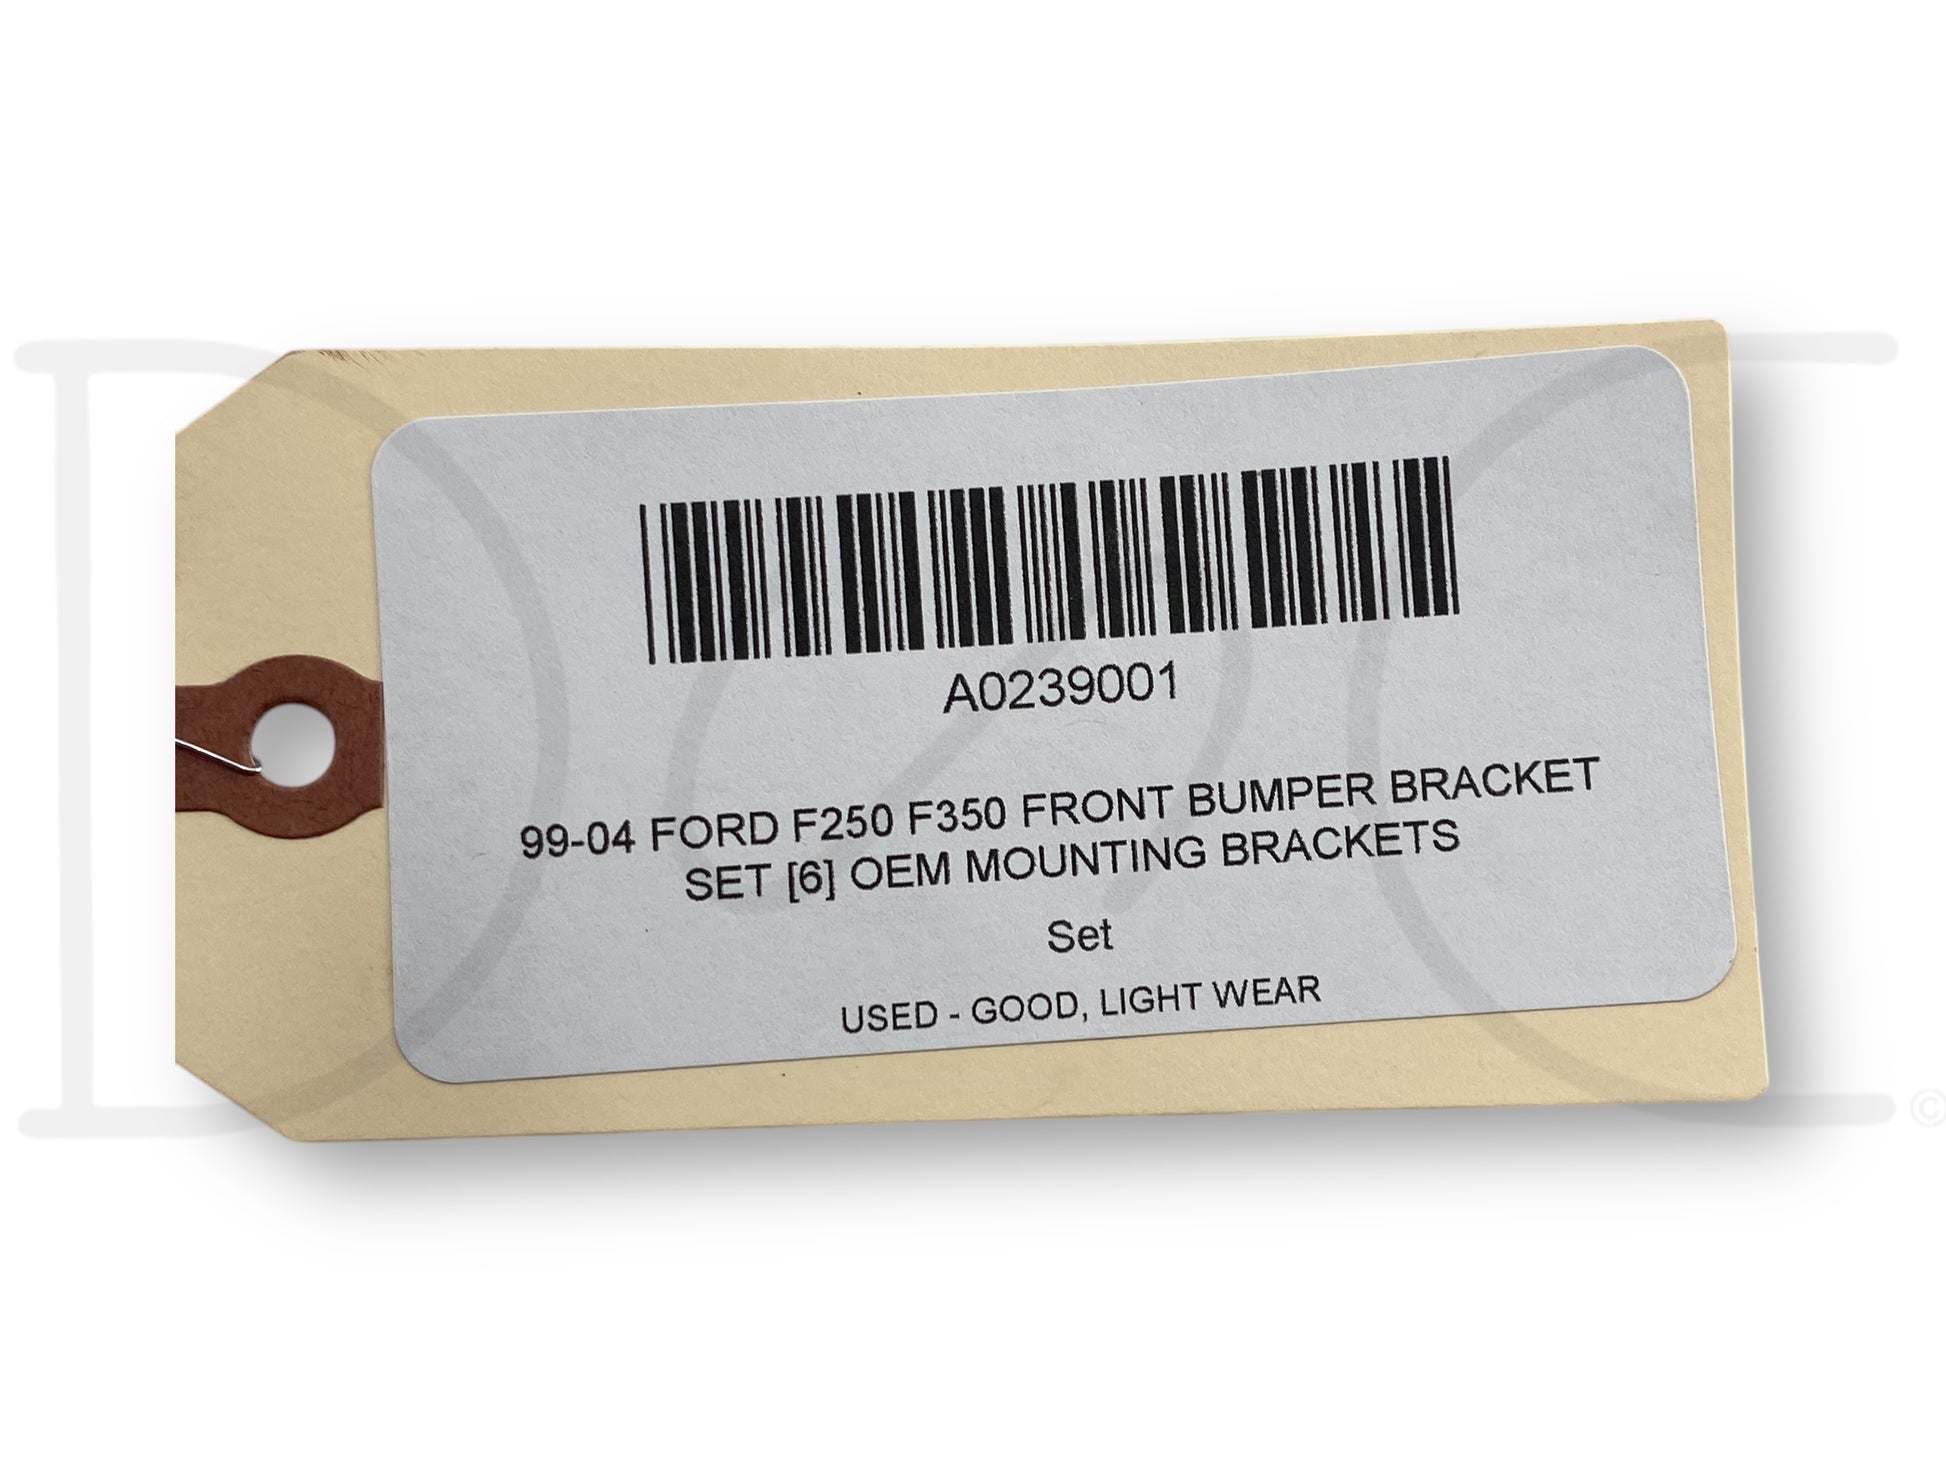 A0239001
99-04 FORD F250 F350 FRONT BUMPER BRACKET
SET [6] OEM MOUNTING BRACKETS
Set
USED - GOOD, LIGHT WEAR
©